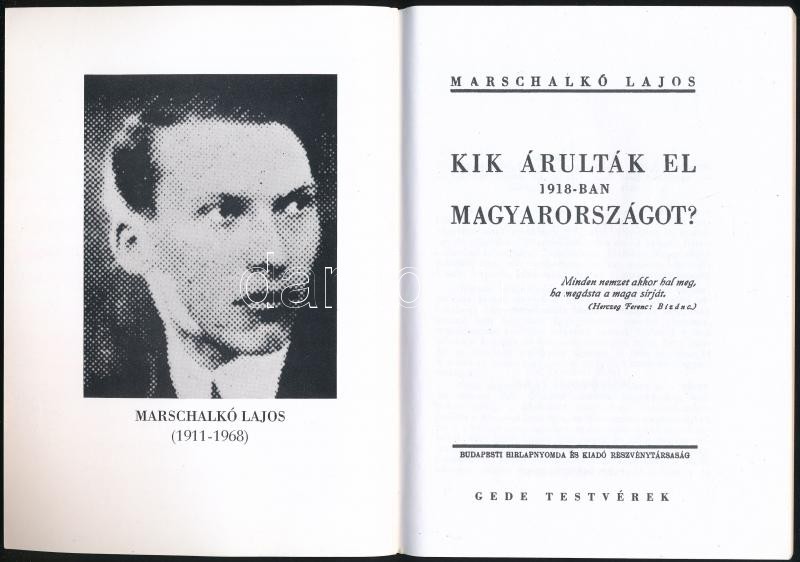 MARSCHALKÓ LAJOS
(1911-1968)
MARSCHALKÓ LAJOS
KIK ÁRULTÁK EL
1918-BAN
MAGYARORSZÁGOT?
Minden nemzet akkor hal meg,
ha megásta a maga sírját.
(Herczeg Ferenc: Bizánc.)
BUDAPESTI HIRLAPNYOMDA ÉS KIADÓ RÉSZVÉNYTÁRSASÁG
GEDE TESTVÉREK